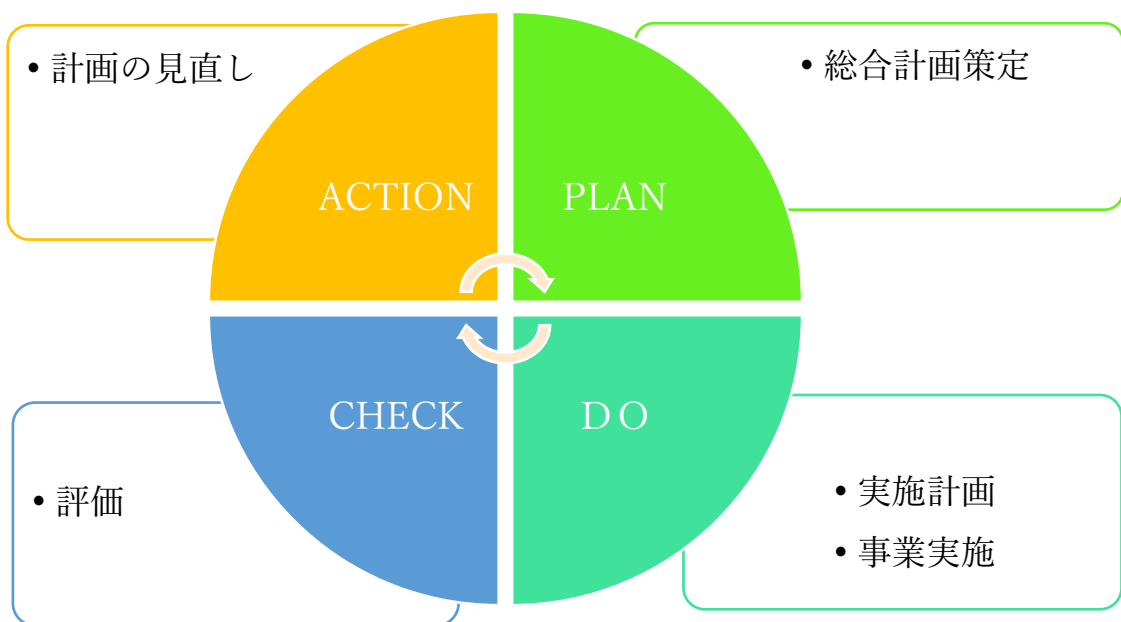 • 計画の見直し
• 総合計画策定
ACTION
PLAN
CHECK
ＤＯ
• 評価
• 実施計画
• 事業実施